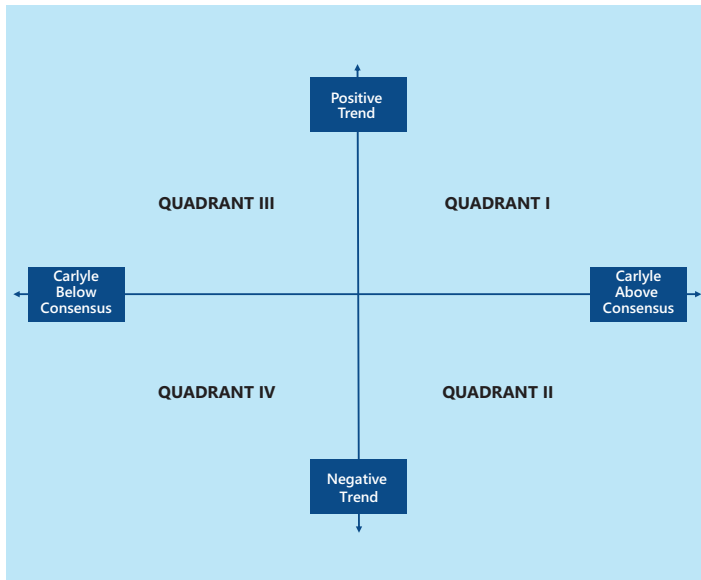 Positive
Trend
QUADRANT III
QUADRANT I
Carlyle
Below
Consensus
Carlyle
Above
Consensus
QUADRANT IV
QUADRANT II
Negative
Trend